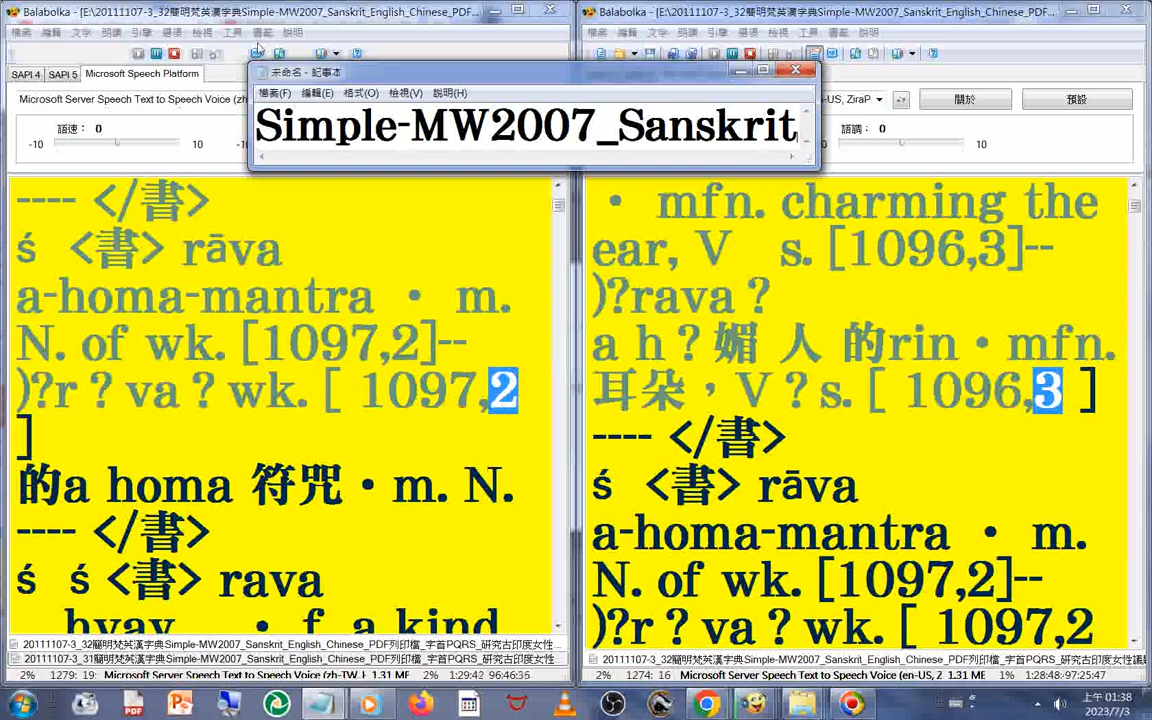 Balabolka - [E:\20111107-3_32簡明梵英漢字典Simple-MW2007_Sanskrit_English_Chinese_PDF...
檔案 編輯 文字 朗讀 引擎 選項 檢視 工具 書籤 說明
SAPI 4 SAPI 5 Microsoft Speech Platform
Microsoft Server Speech Text to Speech Voice (zh
語速： 0
-10 10 -10
---- </書>
ś <書> rāva
a-homa-mantra • m.
N. of wk. [1097,2]--
)?r？va？wk. [ 1097,2
]
的a homa 符咒・m. N.
---- </書>
ś ś <書> rava
hyay • f. a kind
20111107-3_32簡明梵英漢字典Simple-MW2007_Sanskrit_English_Chinese_PDF列印檔_字首PQRS_研究古印度女性...
20111107-3_31簡明梵英漢字典Simple-MW2007_Sanskrit_English_Chinese_PDF列印檔_字首PQRS_研究古印度女性
2% 1279: 19: Microsoft Server Speech Text to Speech Voice (zh-TW, 1.31 ME 2% 1:29:42 96:46:36
未命名 - 記事本
檔案(F) 編輯(E) 格式(O) 檢視(V) 說明(H)
Simple-MW2007_Sanskrit
Balabolka - [E:\20111107-3_32簡明梵英漢字典Simple-MW2007_Sanskrit_English_Chinese_PDF...
檔案 編輯 文字 朗讀 引擎 選項 檢視 工具 書籤 說明
-US, ZiraP 關於 預設
語調： 0
10
• mfn. charming the
ear, V s. [1096,3]--
)?rava？
a h？媚 人 的rin・mfn.
耳朵，V？s. [ 1096,3 ]
---- </書>
ś <書> rāva
a-homa-mantra • m.
N. of wk. [1097,2]--
)?r？va？wk. [ 1097,2
20111107-3_32簡明梵英漢字典Simple-MW2007_Sanskrit_English_Chinese_PDF列印檔_字首PQRS_研究古印度女性議
2% 1274: 16: Microsoft Server Speech Text to Speech Voice (en-US, 2 1.31 ME 2% 1:28:48 97:25:47
上午 01:38
2023/7/3